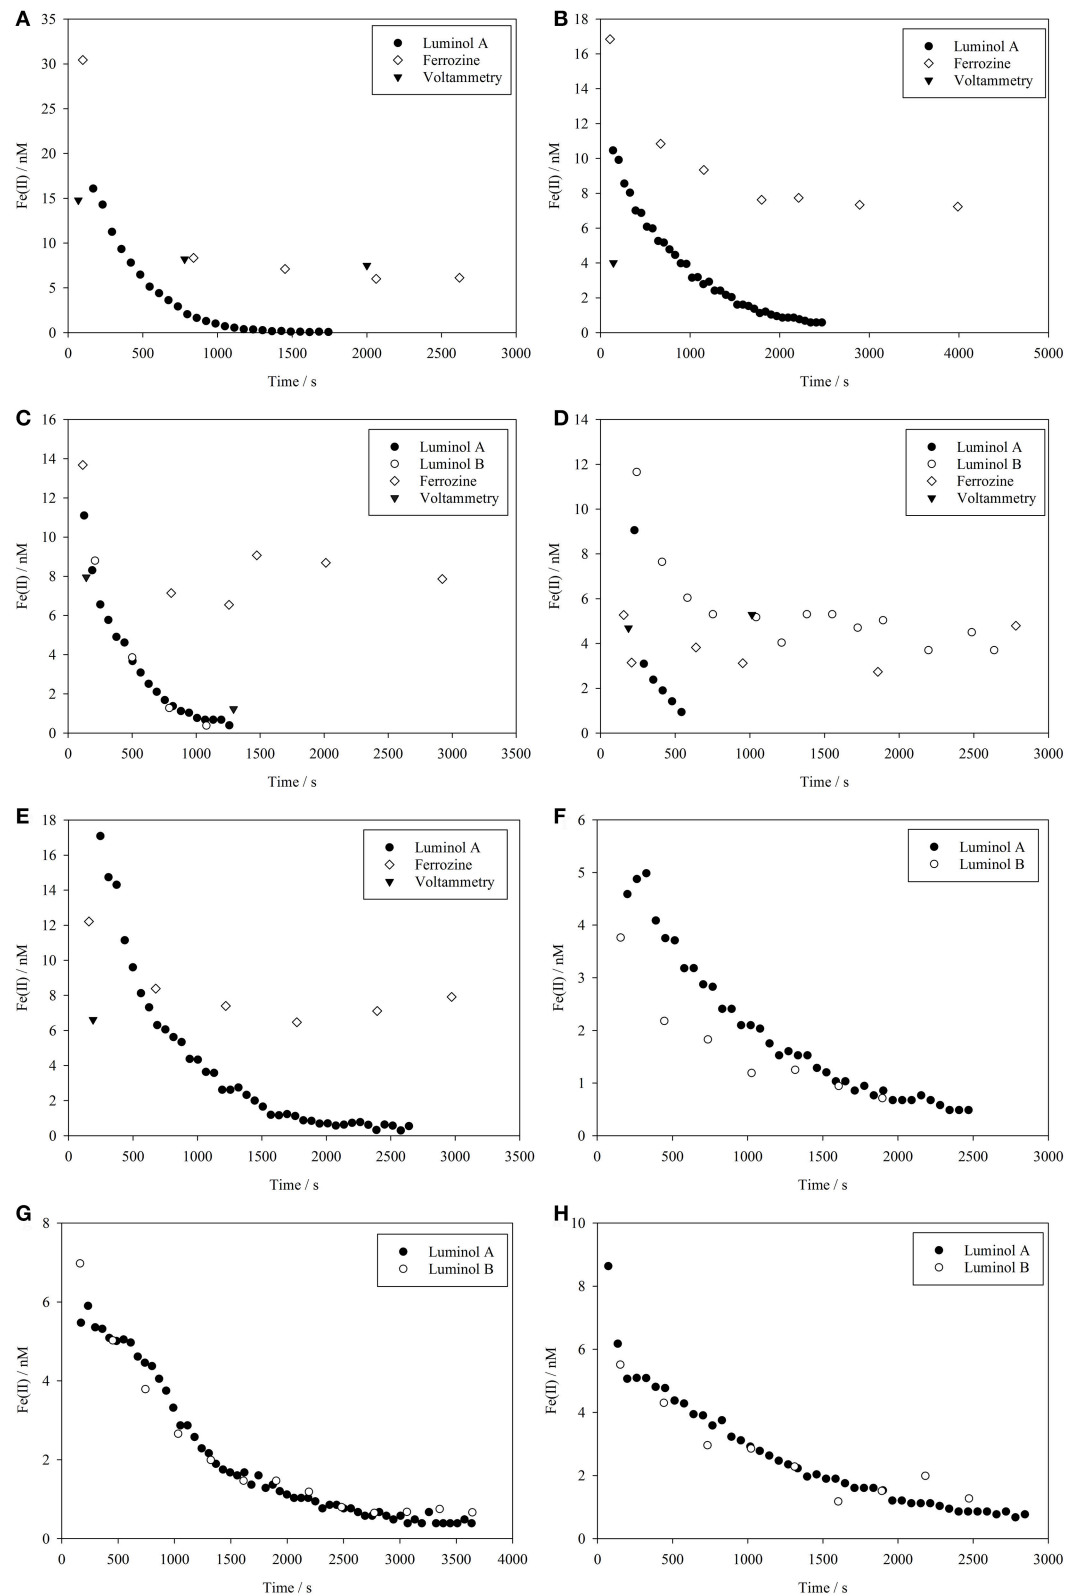 A
Fe(II) / nM
35
30
25
20
15
10
5
0
0 500 1000 1500 2000 2500 3000
Time / s
Luminol A
Ferrozine
Voltammetry
B
Fe(II) / nM
18
16
14
12
10
8
6
4
2
0
0 1000 2000 3000 4000 5000
Time / s
Luminol A
Ferrozine
Voltammetry
C
Fe(II) / nM
16
14
12
10
8
6
4
2
0
0 500 1000 1500 2000 2500 3000 3500
Time / s
Luminol A
Luminol B
Ferrozine
Voltammetry
D
Fe(II) / nM
14
12
10
8
6
4
2
0
0 500 1000 1500 2000 2500 3000
Time / s
Luminol A
Luminol B
Ferrozine
Voltammetry
E
Fe(II) / nM
18
16
14
12
10
8
6
4
2
0
0 500 1000 1500 2000 2500 3000 3500
Time / s
Luminol A
Ferrozine
Voltammetry
F
Fe(II) / nM
6
5
4
3
2
1
0
0 500 1000 1500 2000 2500 3000
Time / s
Luminol A
Luminol B
G
Fe(II) / nM
8
6
4
2
0
0 500 1000 1500 2000 2500 3000 3500 4000
Time / s
Luminol A
Luminol B
H
Fe(II) / nM
10
8
6
4
2
0
0 500 1000 1500 2000 2500 3000
Time / s
Luminol A
Luminol B